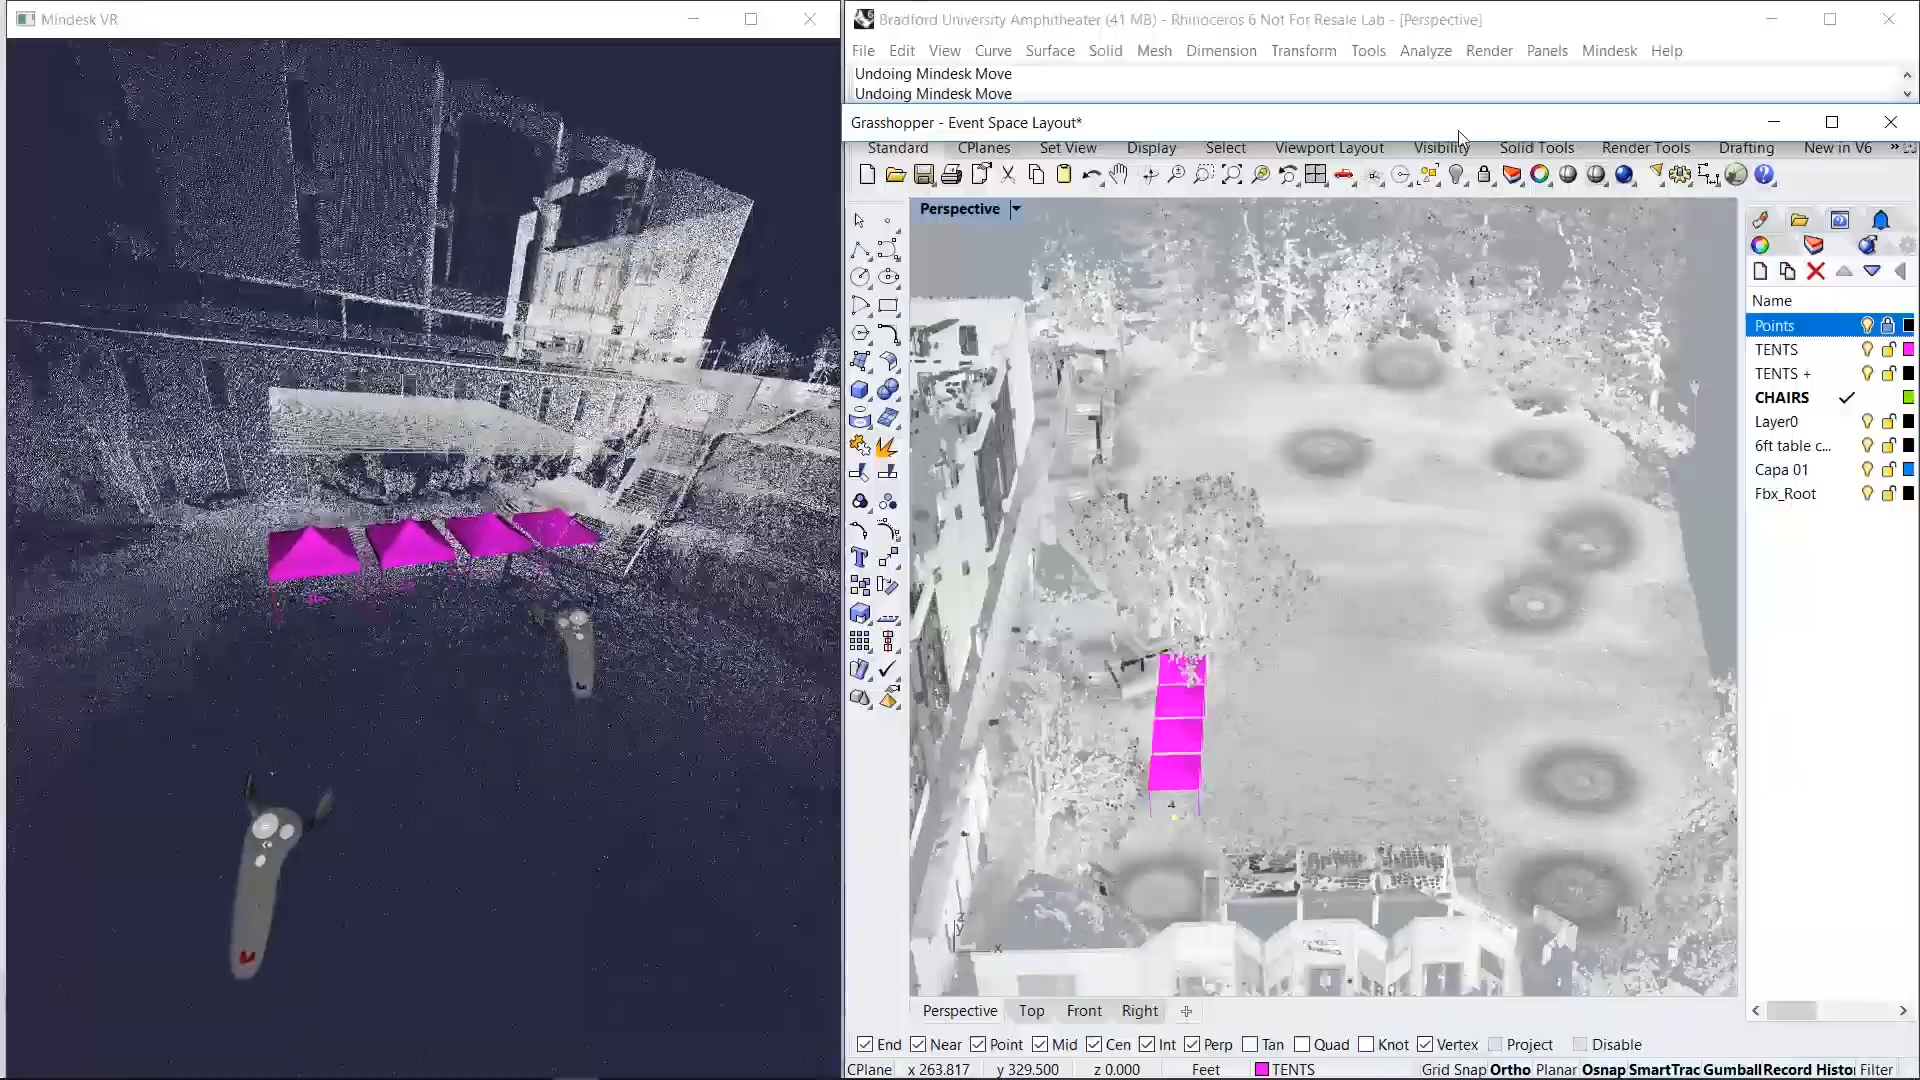 Mindesk VR
Bradford University Amphitheater (41 MB) - Rhinoceros 6 Not For Resale Lab - [Perspective]
File Edit View Curve Surface Solid Mesh Dimension Transform Tools Analyze Render Panels Mindesk Help
Undoing Mindesk Move
Undoing Mindesk Move
Grasshopper - Event Space Layout*
Standard CPlanes Set View Display Select Viewport Layout Visibility Solid Tools Render Tools Drafting New in V6 »
Perspective
Name
Points
TENTS
TENTS +
CHAIRS
Layer0
6ft table c...
Capa 01
Fbx_Root
4
z
y
x
Perspective Top Front Right
End Near Point Mid Cen Int Perp Tan Quad Knot Vertex Project Disable
CPlane x 263.817 y 329.500 z 0.000 Feet TENTS Grid Snap Ortho Planar Osnap SmartTrac Gumball Record Histo Filter